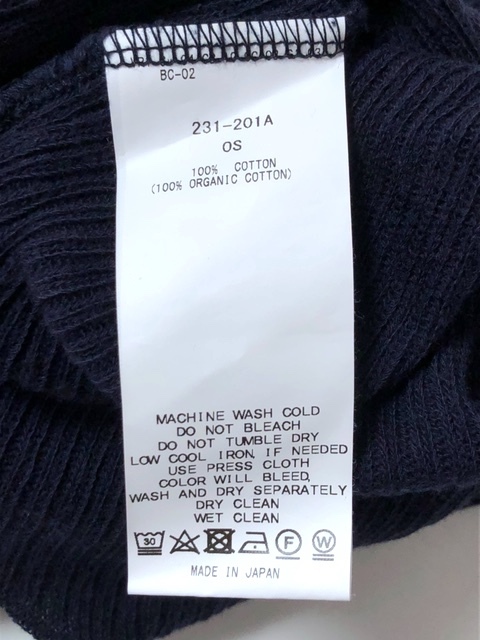 BC-02
231-201A
OS
100% COTTON
(100% ORGANIC COTTON)
MACHINE WASH COLD
DO NOT BLEACH
DO NOT TUMBLE DRY
LOW COOL IRON, IF NEEDED
USE PRESS CLOTH
COLOR WILL BLEED,
WASH AND DRY SEPARATELY
DRY CLEAN
WET CLEAN
30 F W
MADE IN JAPAN